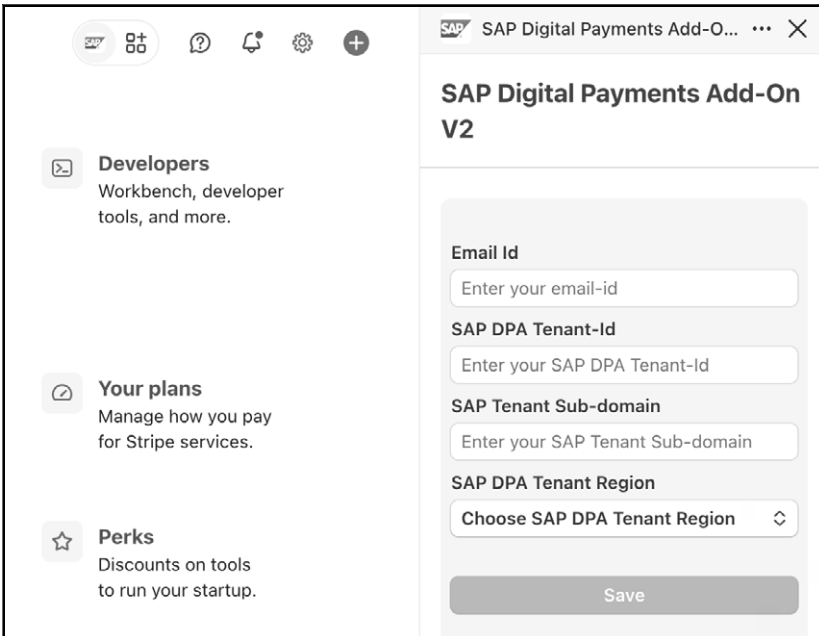 SAP
SAP
SAP Digital Payments Add-O...
SAP Digital Payments Add-On
V2
Developers
Workbench, developer
tools, and more.
Your plans
Manage how you pay
for Stripe services.
Perks
Discounts on tools
to run your startup.
Email Id
Enter your email-id
SAP DPA Tenant-Id
Enter your SAP DPA Tenant-Id
SAP Tenant Sub-domain
Enter your SAP Tenant Sub-domain
SAP DPA Tenant Region
Choose SAP DPA Tenant Region
Save